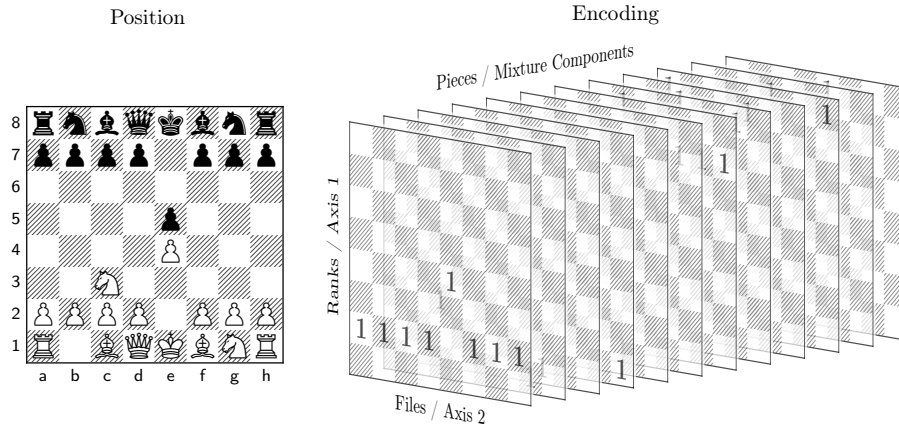 Position
Encoding
Pieces / Mixture Components
8
7
6
5
4
3
2
1
a b c d e f g h
Ranks / Axis 1
1
1
1
1 1 1 1 1 1 1
1
Files / Axis 2